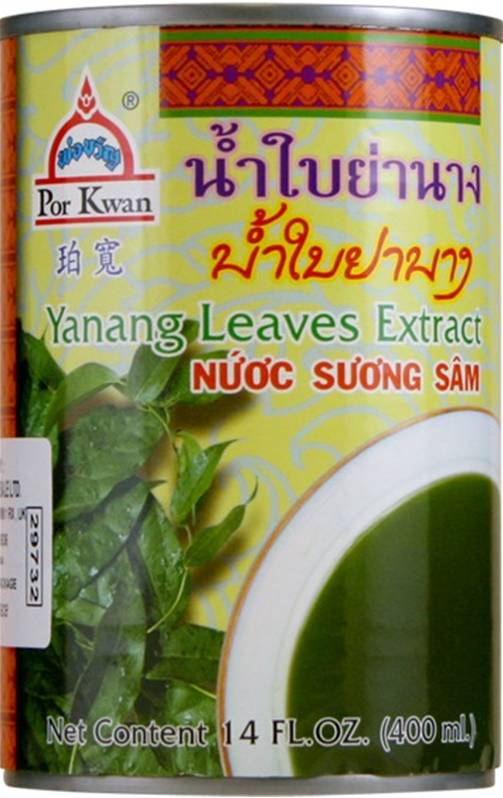 ®
พ่อขวัญ
Por Kwan
珀寬
น้ำใบย่านาง
น้ำใบย่านาง
Yanang Leaves Extract
NƯỚC SƯƠNG SÂM
29732
Net Content 14 FL.OZ. (400 ml.)